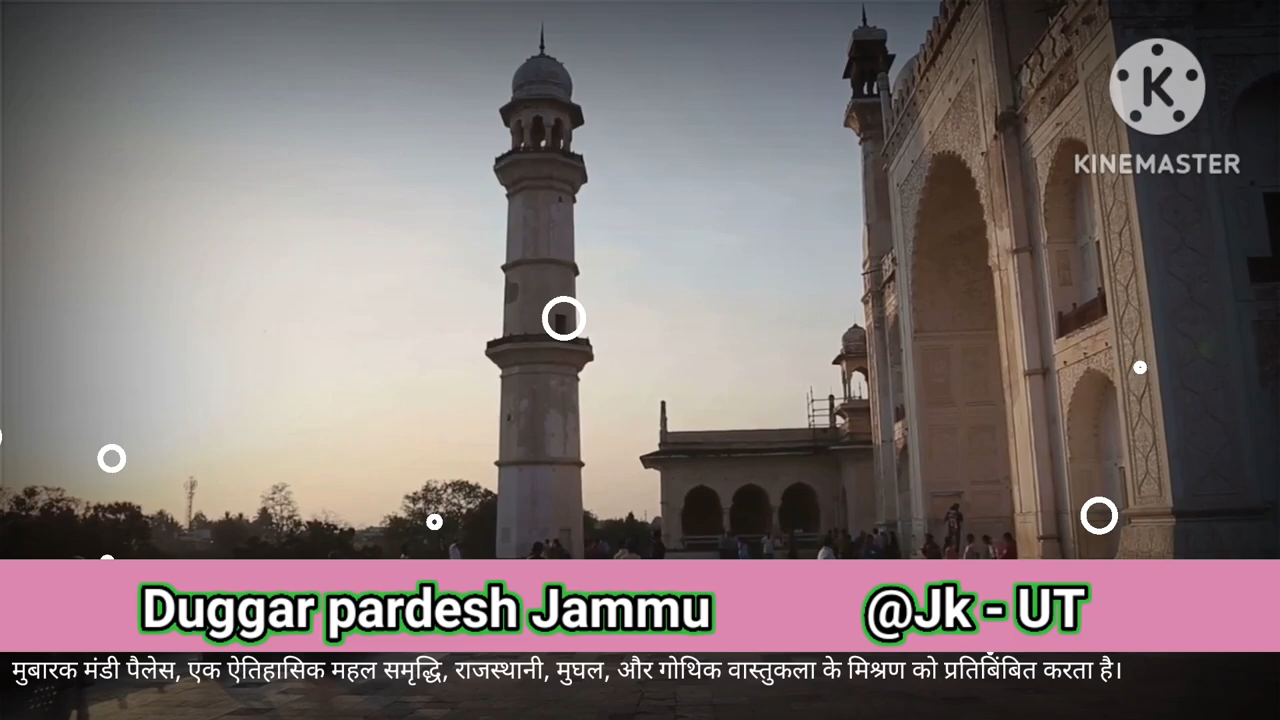 K
KINEMASTER
Duggar pardesh Jammu @Jk - UT
मुबारक मंडी पैलेस, एक ऐतिहासिक महल समृद्धि, राजस्थानी, मुघल, और गोथिक वास्तुकला के मिश्रण को प्रतिबिंँबित करता है।